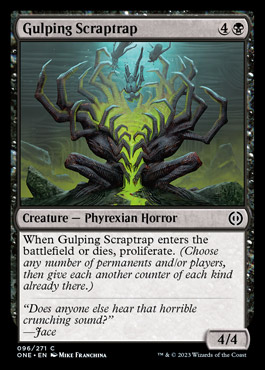 Gulping Scraptrap 4
Creature — Phyrexian Horror
When Gulping Scraptrap enters the
battlefield or dies, proliferate. (Choose
any number of permanents and/or players,
then give each another counter of each kind
already there.)
“Does anyone else hear that horrible
crunching sound?”
—Jace
4/4
096/271 C
ONE • EN Mike Franchina
™ & © 2023 Wizards of the Coast